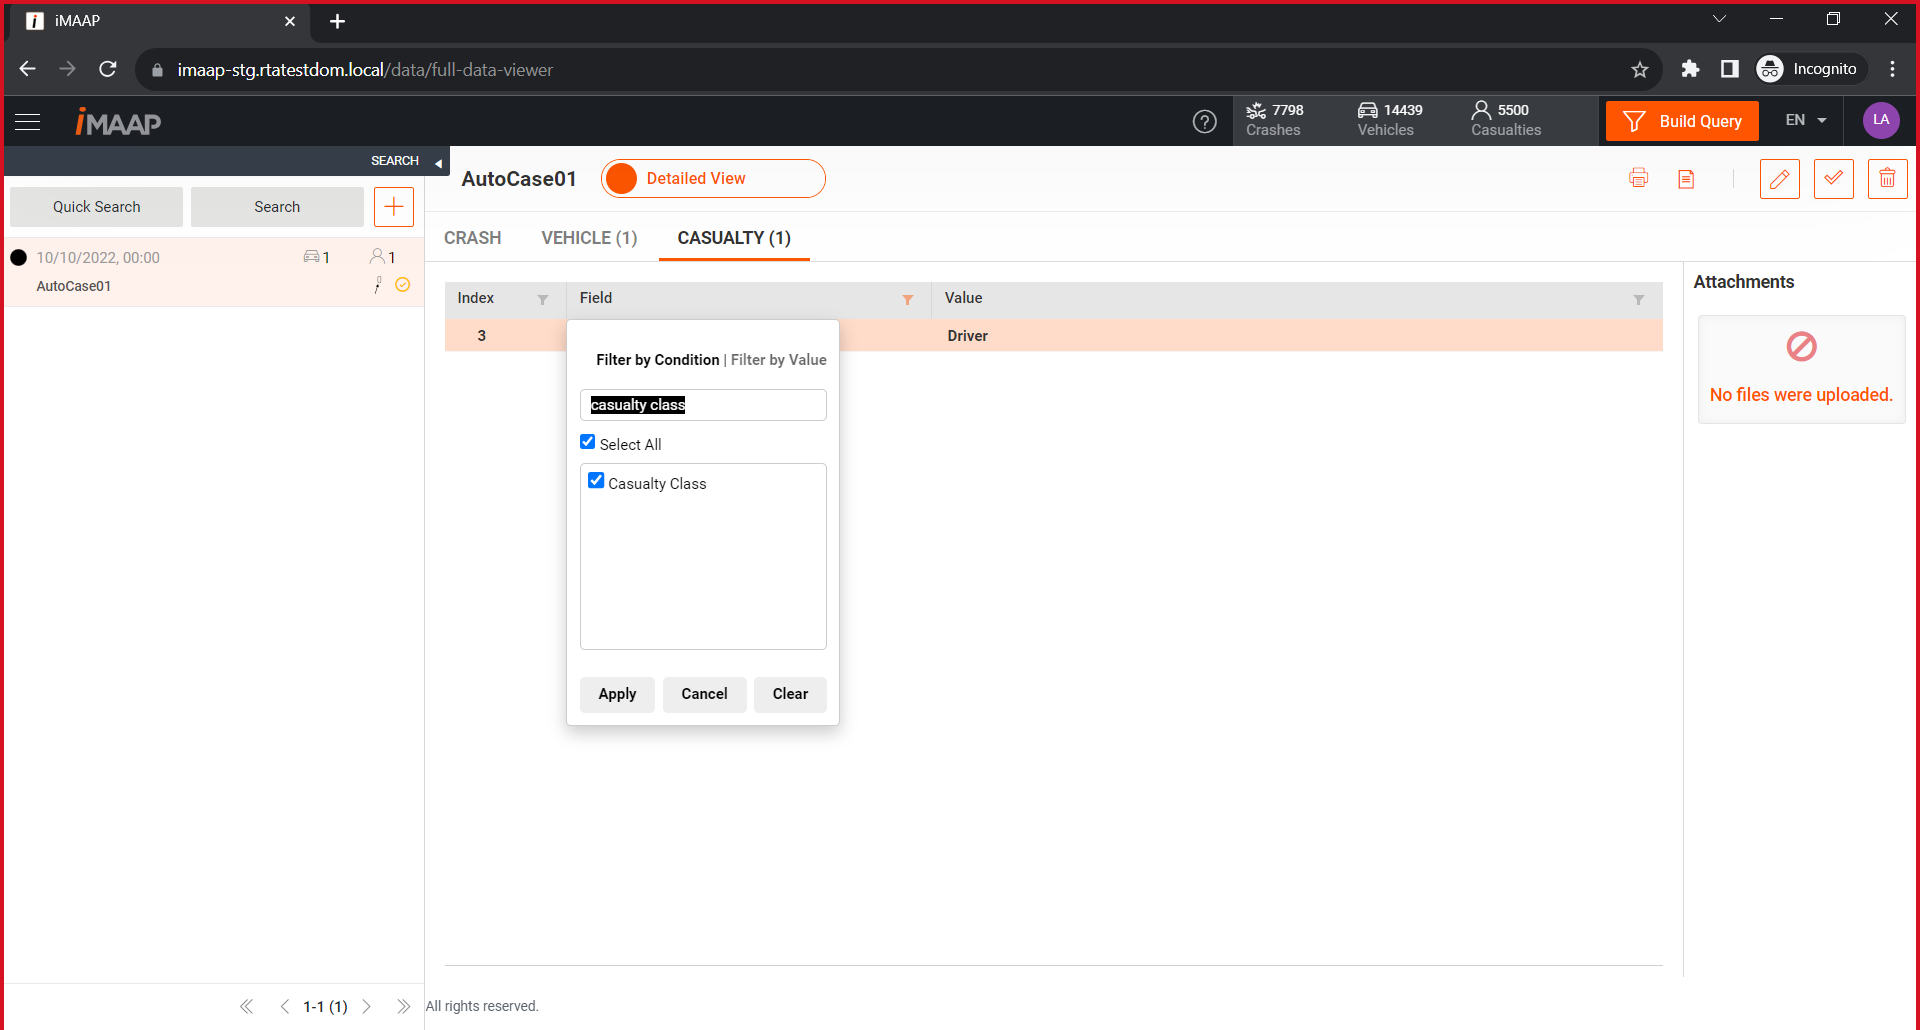 iMAAP
imaap-stg.rtatestdom.local/data/full-data-viewer
Incognito
iMAAP
7798
Crashes
14439
Vehicles
5500
Casualties
Build Query
EN
LA
SEARCH
Quick Search
Search
10/10/2022, 00:00
1
1
AutoCase01
AutoCase01
Detailed View
CRASH
VEHICLE (1)
CASUALTY (1)
Index
Field
Value
3
Driver
Filter by Condition | Filter by Value
casualty class
Select All
Casualty Class
Apply
Cancel
Clear
Attachments
No files were uploaded.
1-1 (1)
All rights reserved.